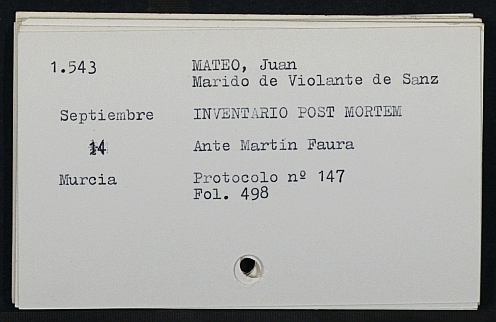 1.543 MATEO, Juan
Marido de Violante de Sanz
Septiembre INVENTARIO POST MORTEM
14 Ante Martín Faura
Murcia Protocolo nº 147
Fol. 498